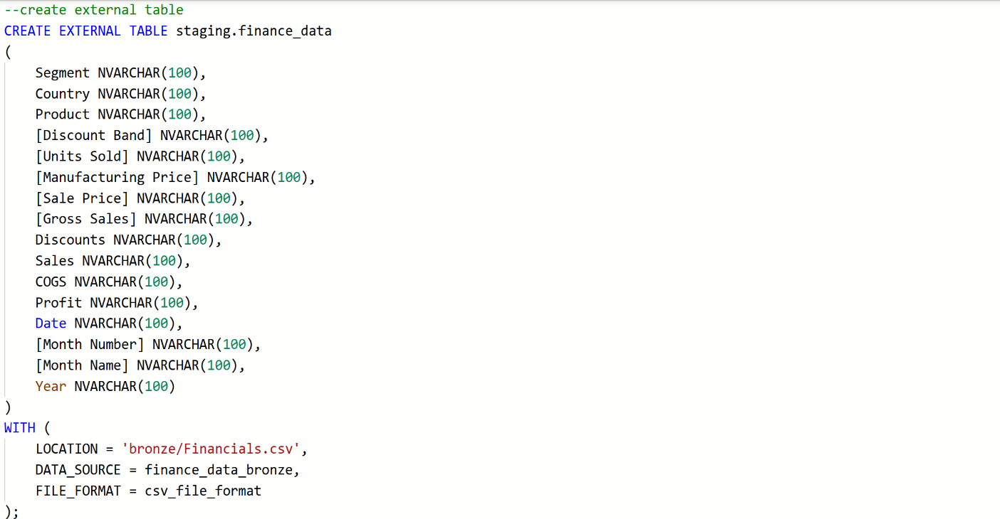 --create external table
CREATE EXTERNAL TABLE staging.finance_data
(
    Segment NVARCHAR(100),
    Country NVARCHAR(100),
    Product NVARCHAR(100),
    [Discount Band] NVARCHAR(100),
    [Units Sold] NVARCHAR(100),
    [Manufacturing Price] NVARCHAR(100),
    [Sale Price] NVARCHAR(100),
    [Gross Sales] NVARCHAR(100),
    Discounts NVARCHAR(100),
    Sales NVARCHAR(100),
    COGS NVARCHAR(100),
    Profit NVARCHAR(100),
    Date NVARCHAR(100),
    [Month Number] NVARCHAR(100),
    [Month Name] NVARCHAR(100),
    Year NVARCHAR(100)
)
WITH (
    LOCATION = 'bronze/Financials.csv',
    DATA_SOURCE = finance_data_bronze,
    FILE_FORMAT = csv_file_format
);